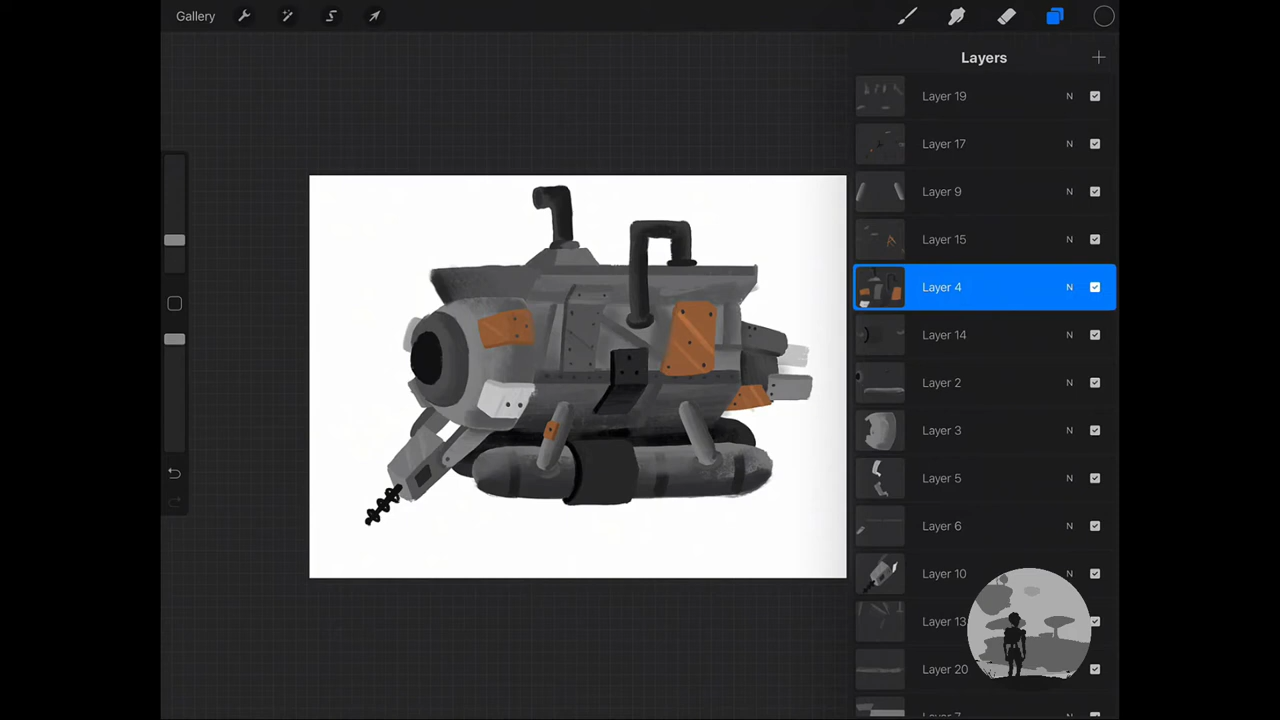 Gallery
Layers
Layer 19 N
Layer 17 N
Layer 9 N
Layer 15 N
Layer 4 N
Layer 14 N
Layer 2 N
Layer 3 N
Layer 5 N
Layer 6 N
Layer 10 N
Layer 13
Layer 20 N